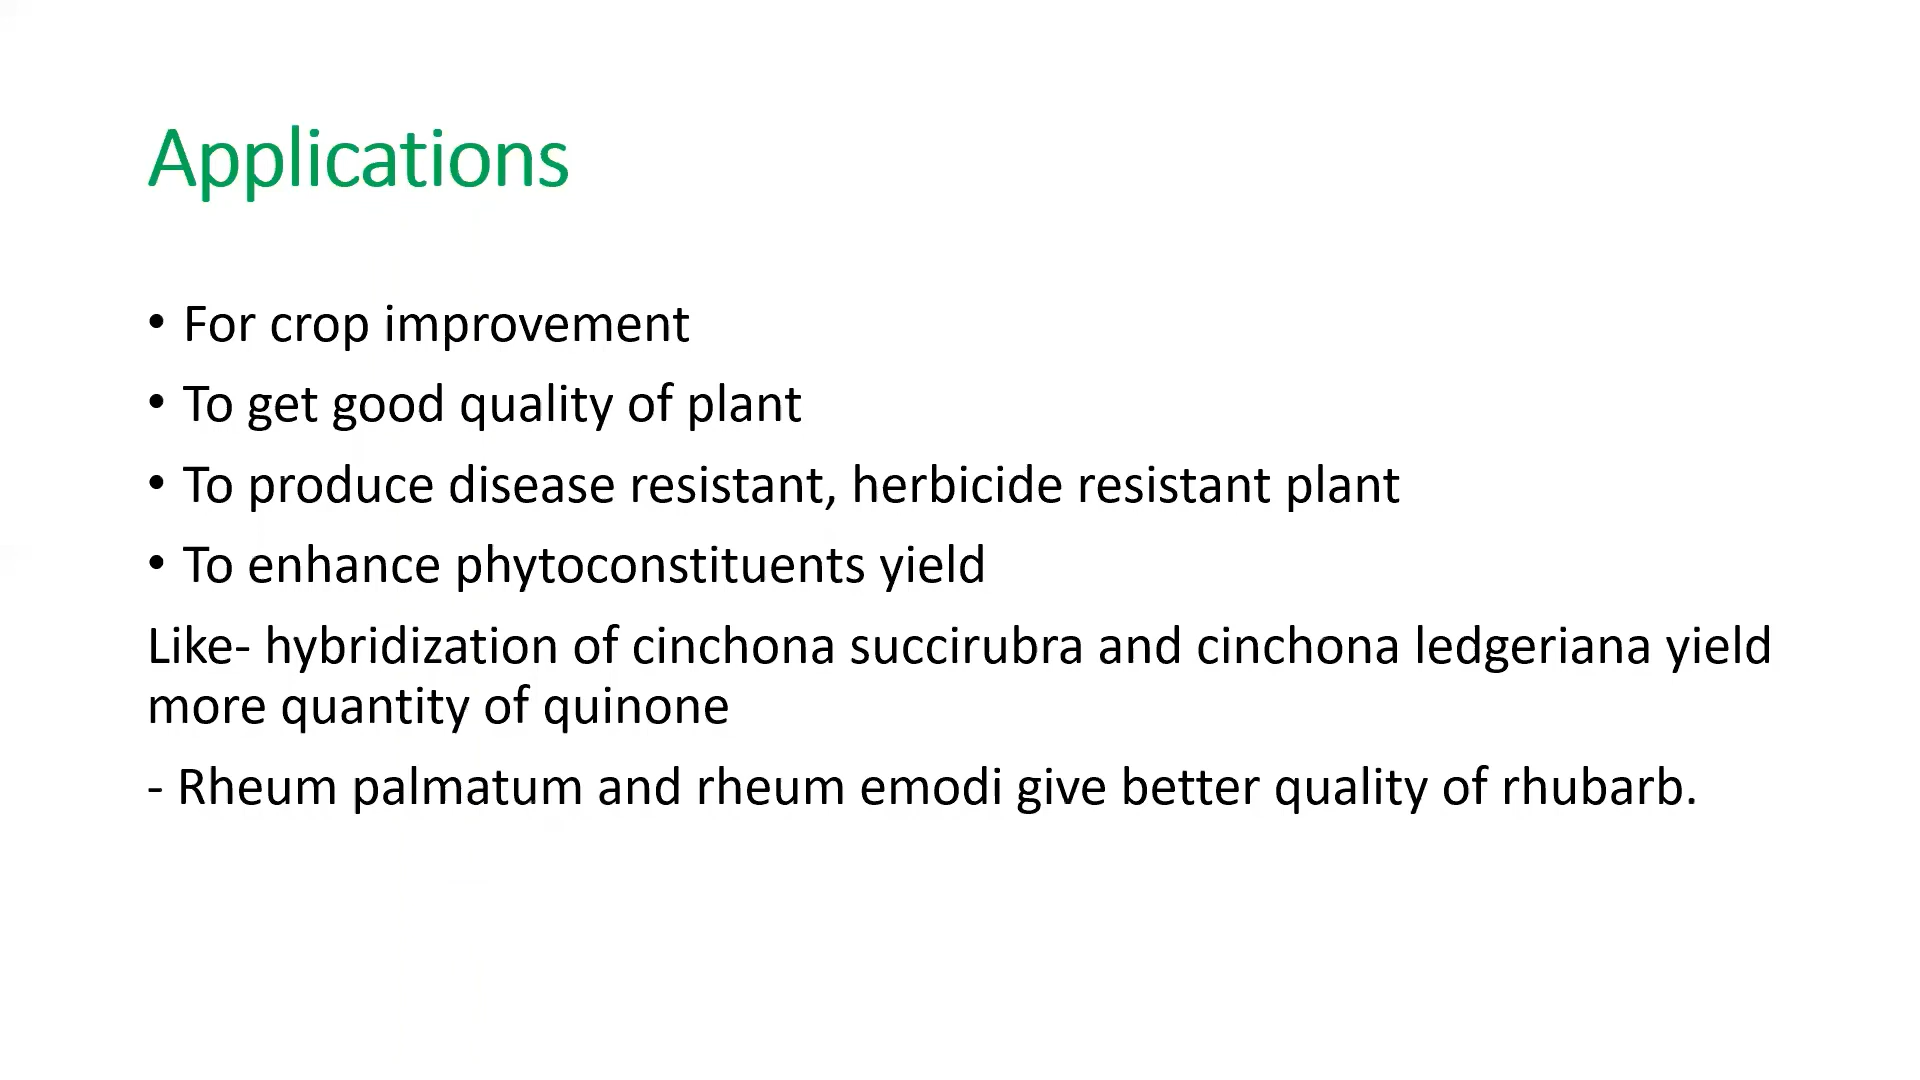 Applications
• For crop improvement
• To get good quality of plant
• To produce disease resistant, herbicide resistant plant
• To enhance phytoconstituents yield
Like- hybridization of cinchona succirubra and cinchona ledgeriana yield
more quantity of quinone
- Rheum palmatum and rheum emodi give better quality of rhubarb.